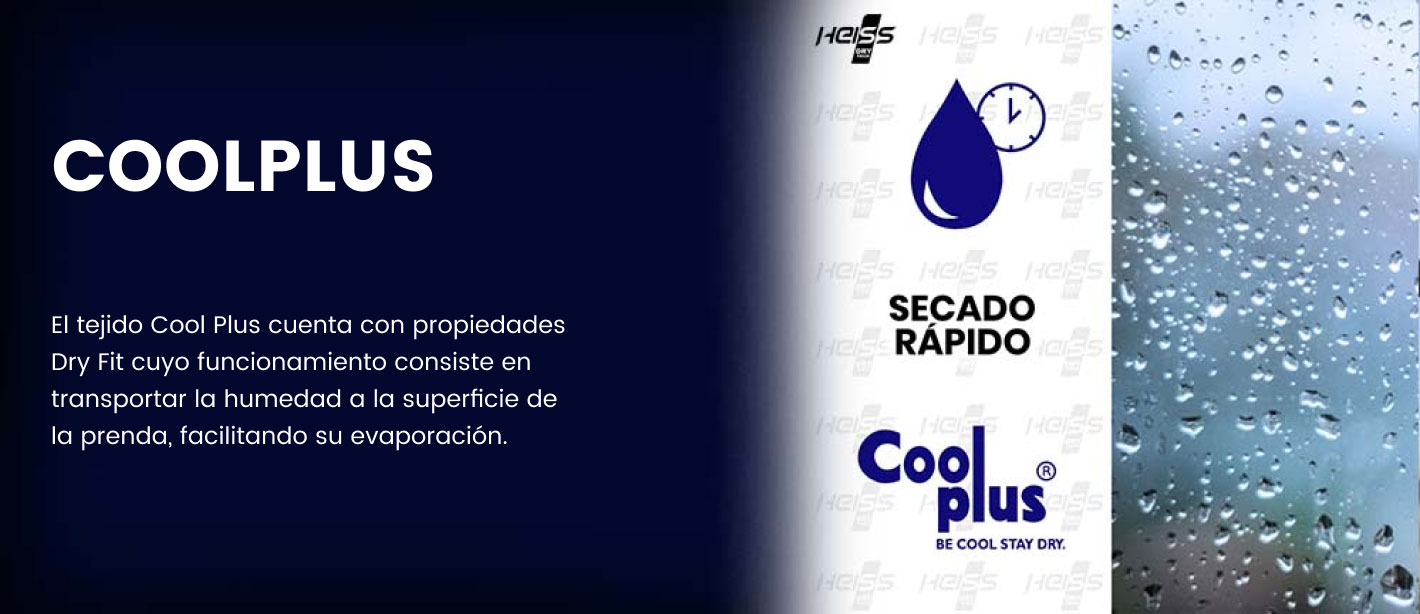 COOLPLUS
El tejido Cool Plus cuenta con propiedades
Dry Fit cuyo funcionamiento consiste en
transportar la humedad a la superficie de
la prenda, facilitando su evaporación.
HEISS
DRY
SECADO
RÁPIDO
Cool
plus®
BE COOL STAY DRY.